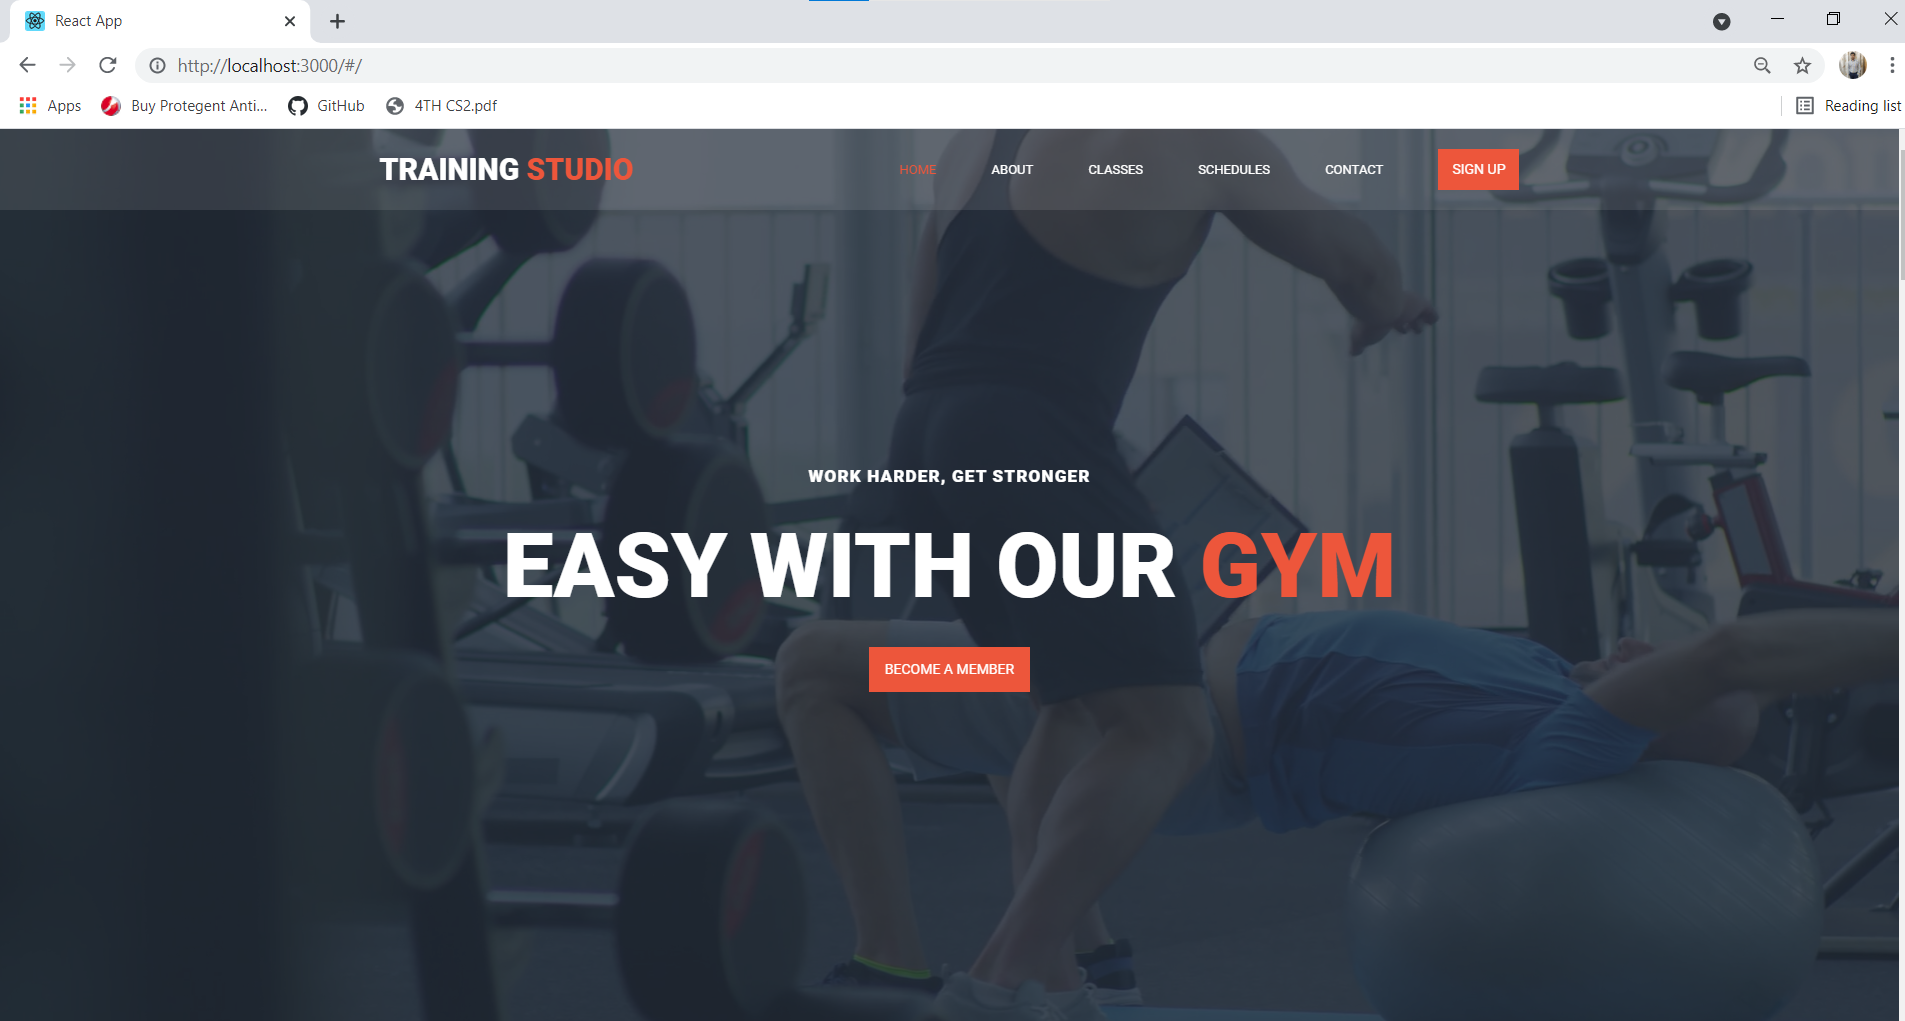 React App
http://localhost:3000/#/
Apps Buy Protegent Anti... GitHub 4TH CS2.pdf Reading list
TRAINING STUDIO HOME ABOUT CLASSES SCHEDULES CONTACT SIGN UP
WORK HARDER, GET STRONGER
EASY WITH OUR GYM
BECOME A MEMBER